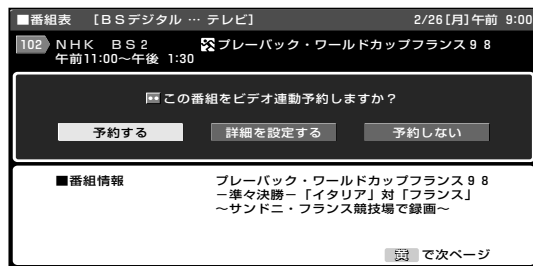 ■番組表 [BSデジタル … テレビ] 2/26[月]午前 9:00
102 NHK BS2 プレーバック・ワールドカップフランス98
午前11:00〜午後 1:30
この番組をビデオ連動予約しますか？
予約する 詳細を設定する 予約しない
■番組情報 プレーバック・ワールドカップフランス98
－準々決勝－「イタリア」対「フランス」
〜サンドニ・フランス競技場で録画〜
黄 で次ページ